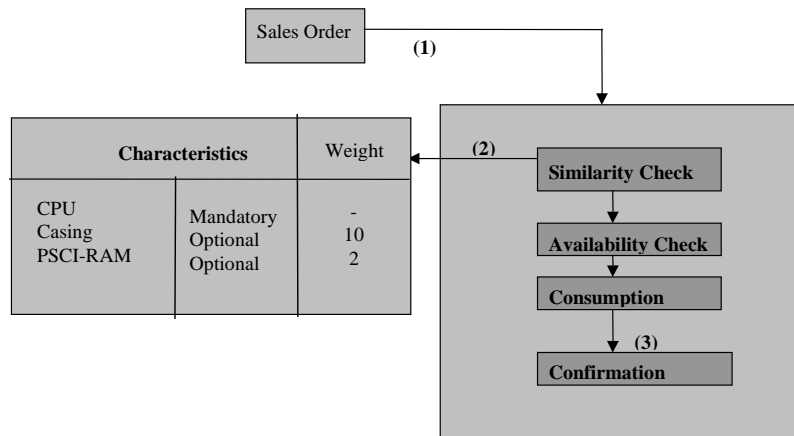 Sales Order
(1)
Characteristics Weight
CPU Mandatory -
Casing Optional 10
PSCI-RAM Optional 2
(2)
Similarity Check
Availability Check
Consumption
(3)
Confirmation